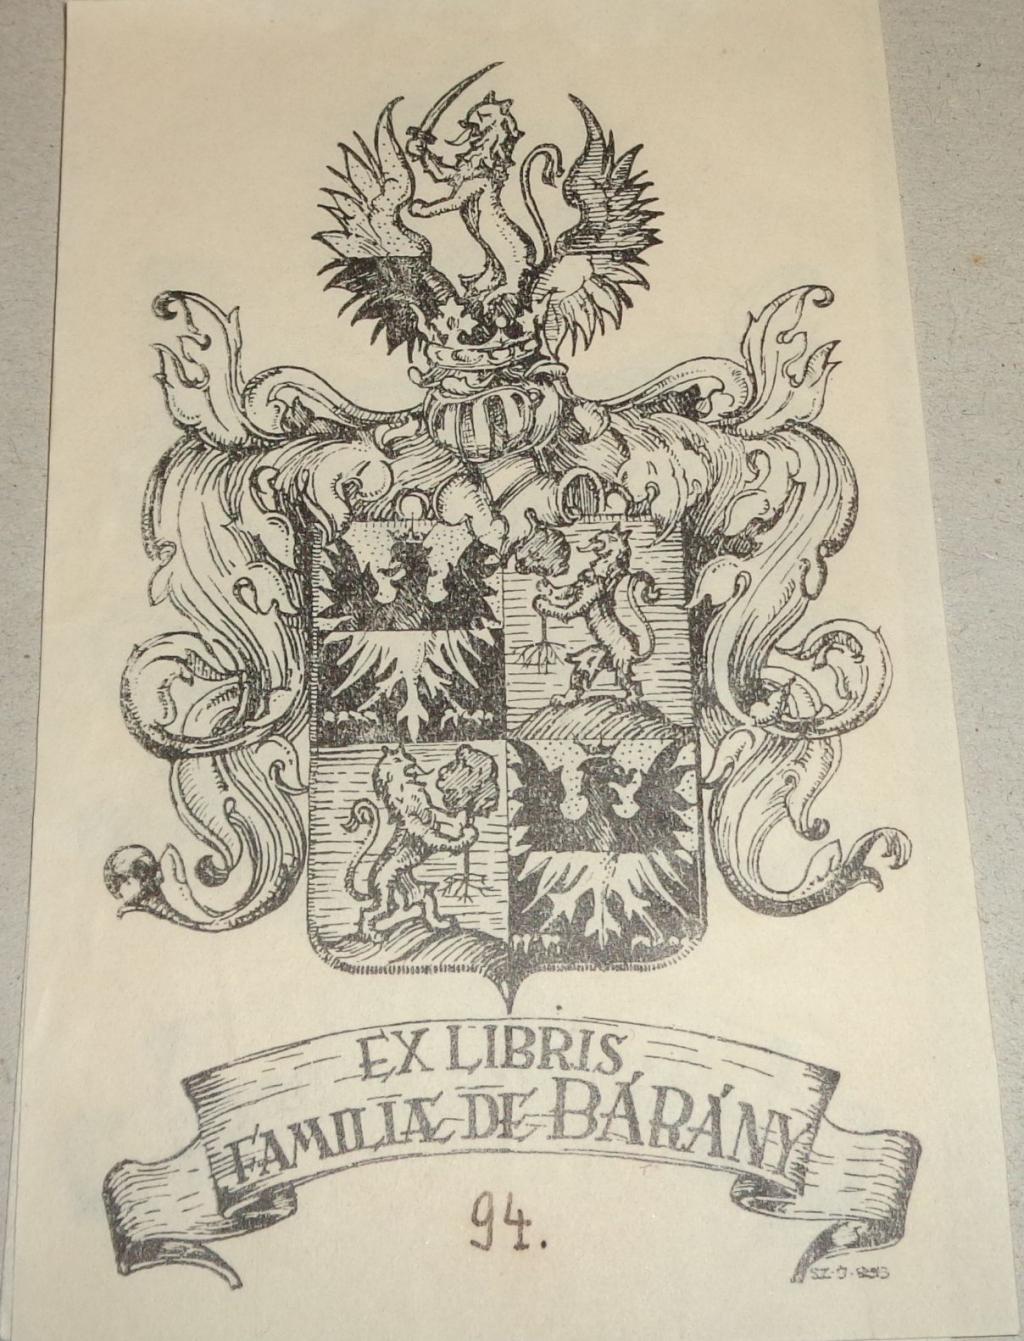 EX LIBRIS
FAMILIÆ DE BÁRÁNY
94.